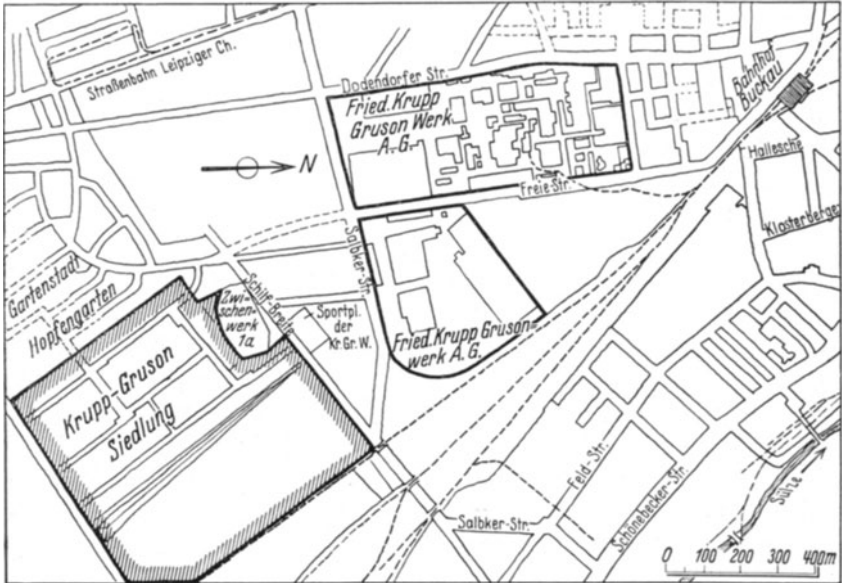 Straßenbahn Leipziger Ch.
Dodendorfer Str.
Bahnhof
Buckau
Fried. Krupp
Gruson Werk
A. G.
N
Hallesche
Freie-Str.
Klosterberger
Salbker-Str.
Gartenstadt
Hopfengarten
Zwi-
schen-
werk
1a
Schilf-Breite
Sportpl.
der
Kr. Gr. W.
Fried. Krupp Gruson-
werk A. G.
Krupp-Gruson
Siedlung
Feld-Str.
Salbker-Str.
Schönebecker-Str.
Sülze
0 100 200 300 400m